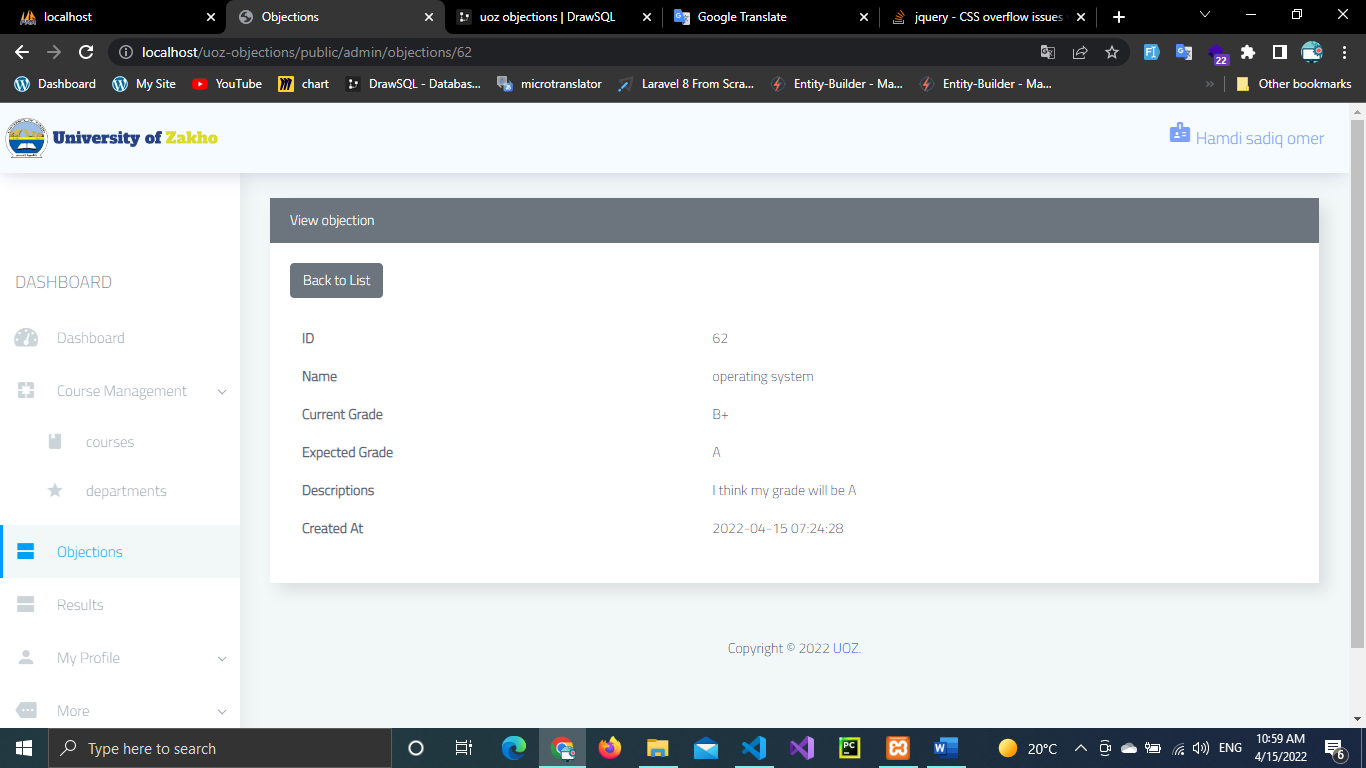 localhost
Objections
uoz objections | DrawSQL
Google Translate
jquery - CSS overflow issues
localhost/uoz-objections/public/admin/objections/62
22
Dashboard
My Site
YouTube
chart
DrawSQL - Databas...
microtranslator
Laravel 8 From Scra...
Entity-Builder - Ma...
Entity-Builder - Ma...
Other bookmarks
University of Zakho
Hamdi sadiq omer
View objection
Back to List
DASHBOARD
Dashboard
Course Management
courses
departments
Objections
Results
My Profile
More
ID 62
Name operating system
Current Grade B+
Expected Grade A
Descriptions I think my grade will be A
Created At 2022-04-15 07:24:28
Copyright © 2022 UOZ.
Type here to search
20°C
ENG
10:59 AM
4/15/2022
6